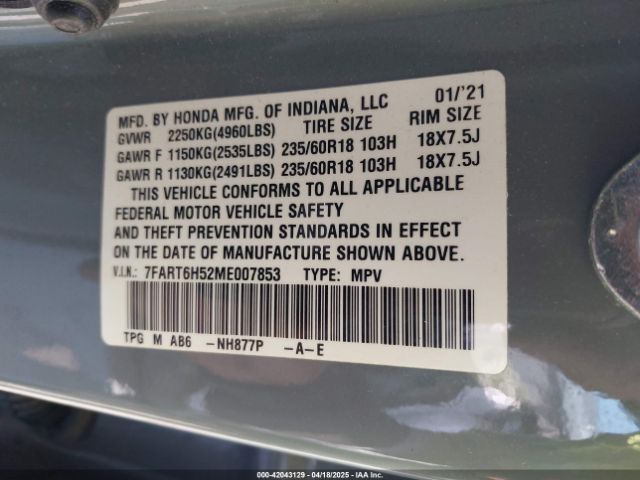 MFD. BY HONDA MFG. OF INDIANA, LLC 01/'21
GVWR 2250KG(4960LBS) TIRE SIZE RIM SIZE
GAWR F 1150KG(2535LBS) 235/60R18 103H 18X7.5J
GAWR R 1130KG(2491LBS) 235/60R18 103H 18X7.5J
THIS VEHICLE CONFORMS TO ALL APPLICABLE
FEDERAL MOTOR VEHICLE SAFETY
AND THEFT PREVENTION STANDARDS IN EFFECT
ON THE DATE OF MANUFACTURE SHOWN ABOVE.
V.I.N.: 7FART6H52ME007853 TYPE: MPV
TPG M AB6 -NH877P -A-E
000-42043129 - 04/18/2025 - IAA Inc.